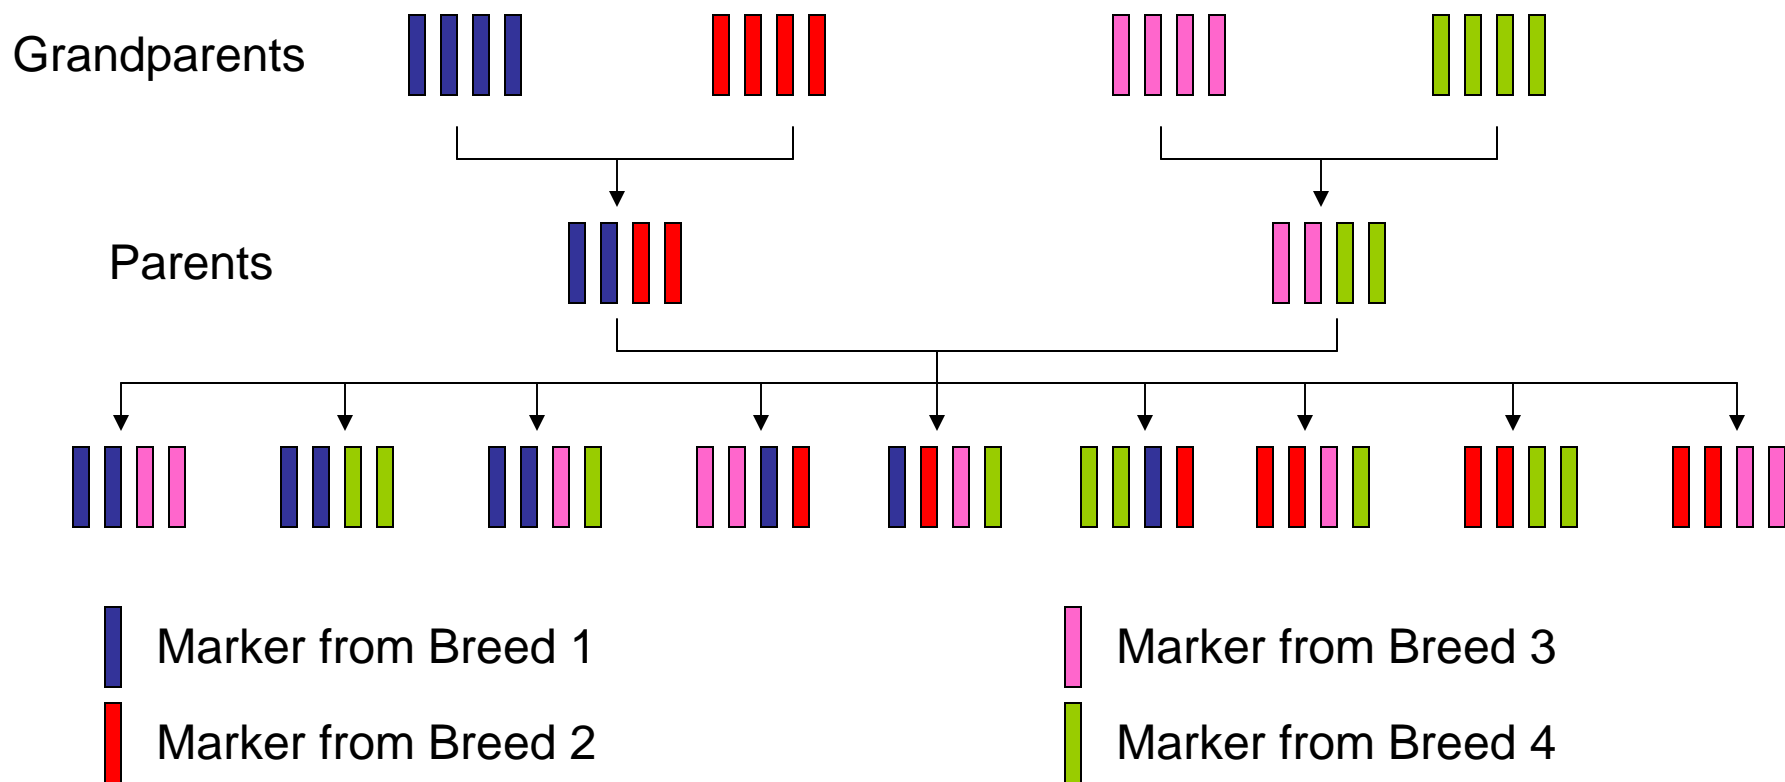 Grandparents
Parents
Marker from Breed 1
Marker from Breed 3
Marker from Breed 2
Marker from Breed 4